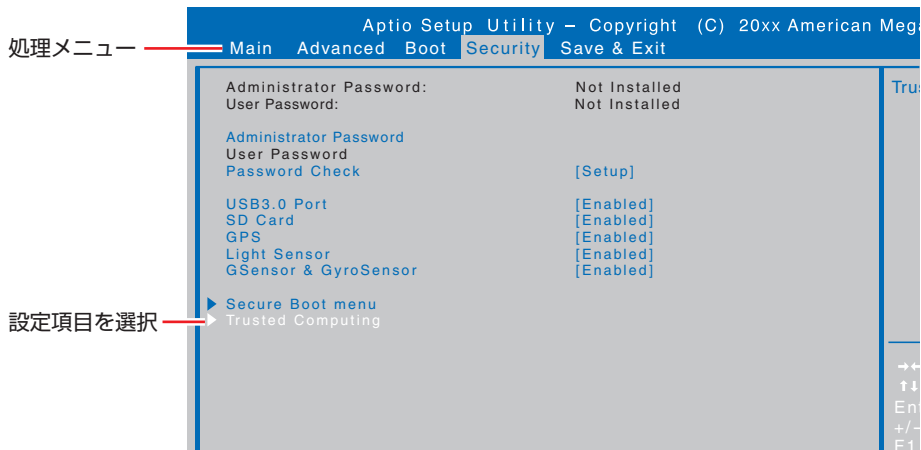 Aptio Setup Utility – Copyright (C) 20xx American
処理メニュー
Main Advanced Boot Security Save & Exit
Administrator Password: Not Installed
User Password: Not Installed
Administrator Password
User Password
Password Check [Setup]
USB3.0 Port [Enabled]
SD Card [Enabled]
GPS [Enabled]
Light Sensor [Enabled]
GSensor & GyroSensor [Enabled]
Secure Boot menu
設定項目を選択
Trusted Computing
→←
↑↓
+/−
F1